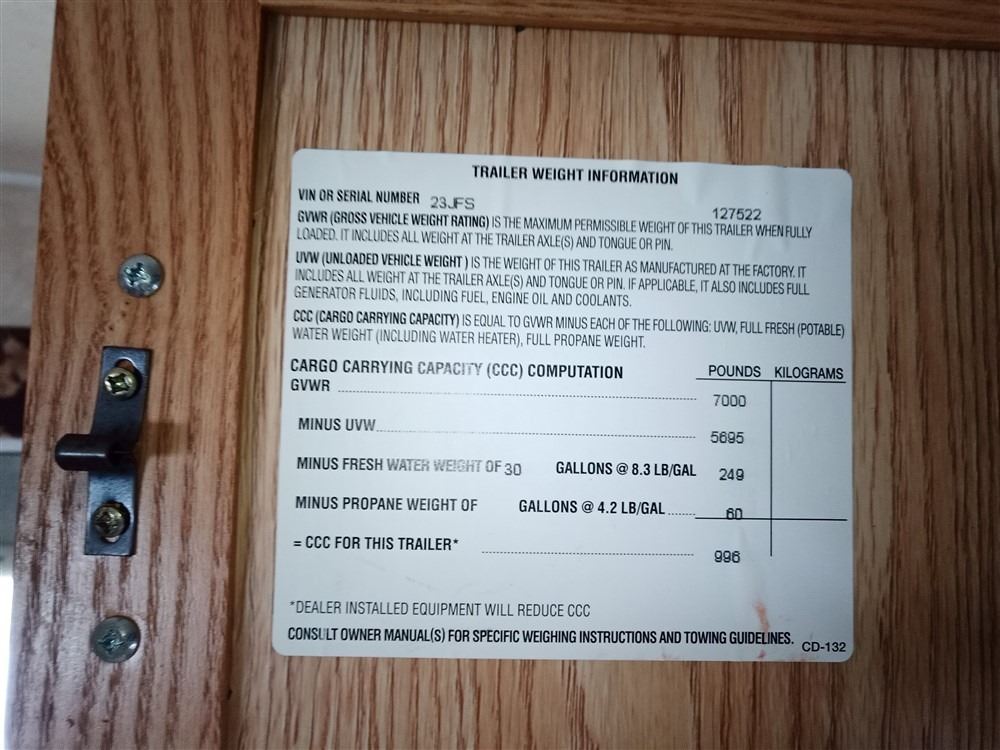 TRAILER WEIGHT INFORMATION
VIN OR SERIAL NUMBER 23JFS 127522
GVWR (GROSS VEHICLE WEIGHT RATING) IS THE MAXIMUM PERMISSIBLE WEIGHT OF THIS TRAILER WHEN FULLY
LOADED. IT INCLUDES ALL WEIGHT AT THE TRAILER AXLE(S) AND TONGUE OR PIN.
UVW (UNLOADED VEHICLE WEIGHT ) IS THE WEIGHT OF THIS TRAILER AS MANUFACTURED AT THE FACTORY. IT
INCLUDES ALL WEIGHT AT THE TRAILER AXLE(S) AND TONGUE OR PIN. IF APPLICABLE, IT ALSO INCLUDES FULL
GENERATOR FLUIDS, INCLUDING FUEL, ENGINE OIL AND COOLANTS.
CCC (CARGO CARRYING CAPACITY) IS EQUAL TO GVWR MINUS EACH OF THE FOLLOWING: UVW, FULL FRESH (POTABLE)
WATER WEIGHT (INCLUDING WATER HEATER), FULL PROPANE WEIGHT.
CARGO CARRYING CAPACITY (CCC) COMPUTATION POUNDS KILOGRAMS
GVWR 7000
MINUS UVW 5695
MINUS FRESH WATER WEIGHT OF 30 GALLONS @ 8.3 LB/GAL 249
MINUS PROPANE WEIGHT OF GALLONS @ 4.2 LB/GAL 60
= CCC FOR THIS TRAILER* 996
*DEALER INSTALLED EQUIPMENT WILL REDUCE CCC
CONSULT OWNER MANUAL(S) FOR SPECIFIC WEIGHING INSTRUCTIONS AND TOWING GUIDELINES. CD-132